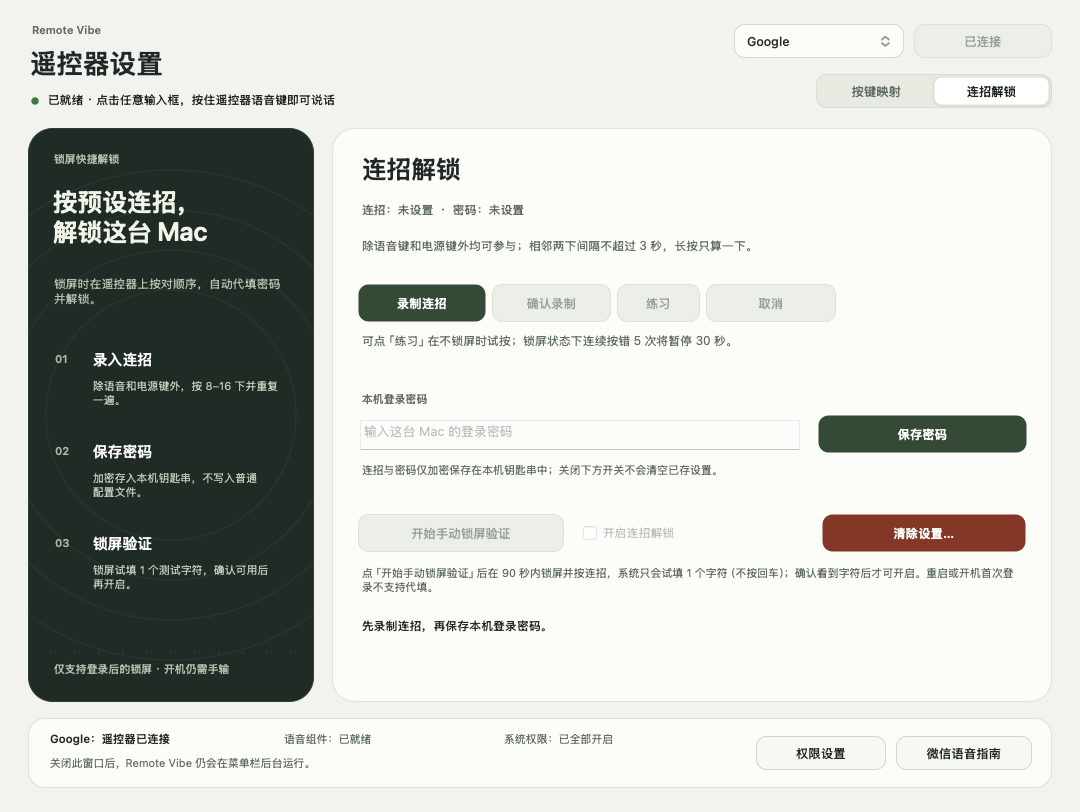 Remote Vibe
遥控器设置
已就绪 · 点击任意输入框，按住遥控器语音键即可说话
Google
已连接
按键映射
连招解锁
锁屏快捷解锁
按预设连招，
解锁这台 Mac
锁屏时在遥控器上按对顺序，自动代填密码
并解锁。
01
录入连招
除语音和电源键外，按 8–16 下并重复
一遍。
02
保存密码
加密存入本机钥匙串，不写入普通
配置文件。
03
锁屏验证
锁屏试填 1 个测试字符，确认可用后
再开启。
仅支持登录后的锁屏 · 开机仍需手输
连招解锁
连招：未设置 · 密码：未设置
除语音键和电源键外均可参与；相邻两下间隔不超过 3 秒，长按只算一下。
录制连招
确认录制
练习
取消
可点「练习」在不锁屏时试按；锁屏状态下连续按错 5 次将暂停 30 秒。
本机登录密码
输入这台 Mac 的登录密码
保存密码
连招与密码仅加密保存在本机钥匙串中；关闭下方开关不会清空已存设置。
开始手动锁屏验证
开启连招解锁
清除设置...
点「开始手动锁屏验证」后在 90 秒内锁屏并按连招，系统只会试填 1 个字符（不按回车）；确认看到字符后才可开启。重启或开机首次登
录不支持代填。
先录制连招，再保存本机登录密码。
Google：遥控器已连接
语音组件：已就绪
系统权限：已全部开启
关闭此窗口后，Remote Vibe 仍会在菜单栏后台运行。
权限设置
微信语音指南